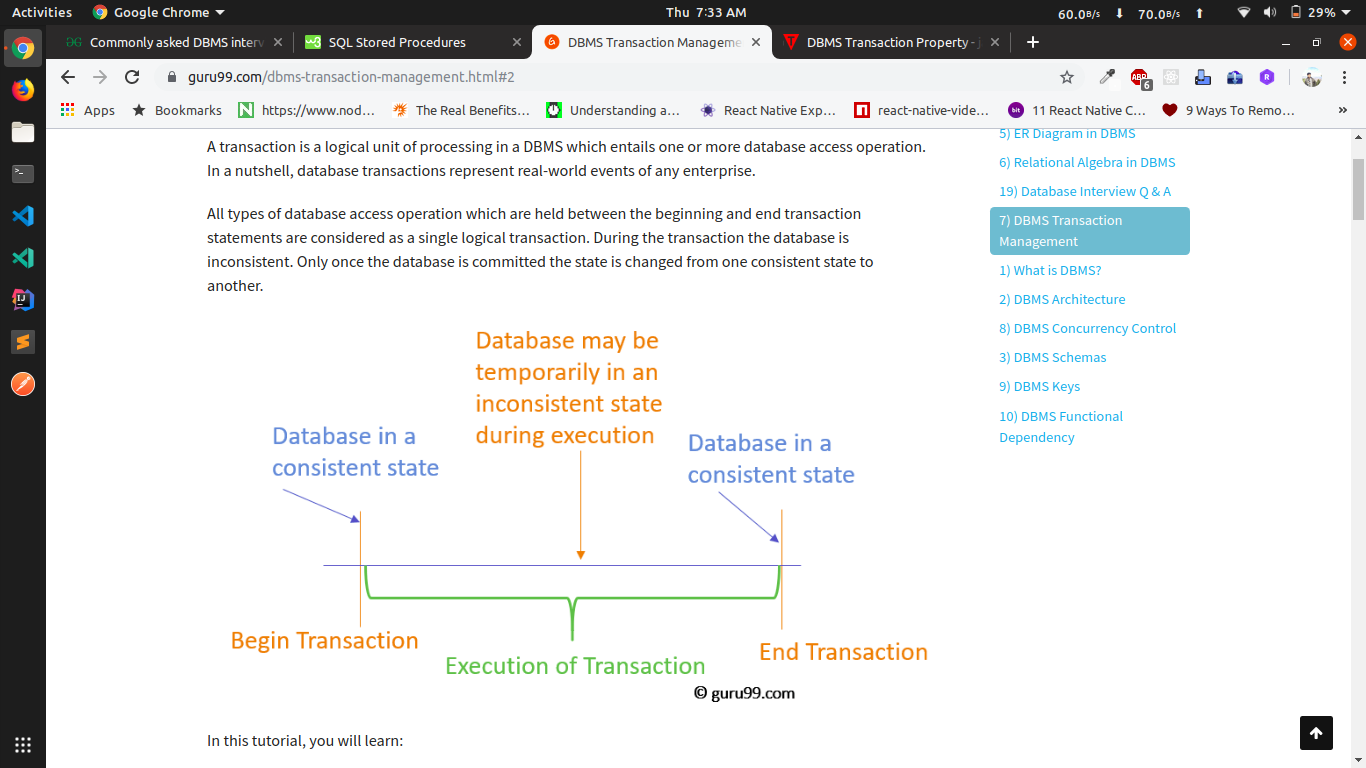 Activities
Google Chrome
Thu 7:33 AM
60.0B/s
70.0B/s
29%
Commonly asked DBMS interv
SQL Stored Procedures
DBMS Transaction Manageme
DBMS Transaction Property - j
guru99.com/dbms-transaction-management.html#2
ABP
6
R
Apps
Bookmarks
https://www.nod...
The Real Benefits...
Understanding a...
React Native Exp...
react-native-vide...
bit
11 React Native C...
9 Ways To Remo...
»
A transaction is a logical unit of processing in a DBMS which entails one or more database access operation.
In a nutshell, database transactions represent real-world events of any enterprise.
All types of database access operation which are held between the beginning and end transaction
statements are considered as a single logical transaction. During the transaction the database is
inconsistent. Only once the database is committed the state is changed from one consistent state to
another.
Database may be
temporarily in an
inconsistent state
during execution
Database in a
consistent state
Database in a
consistent state
Begin Transaction
Execution of Transaction
End Transaction
© guru99.com
In this tutorial, you will learn:
5) ER Diagram in DBMS
6) Relational Algebra in DBMS
19) Database Interview Q & A
7) DBMS Transaction
Management
1) What is DBMS?
2) DBMS Architecture
8) DBMS Concurrency Control
3) DBMS Schemas
9) DBMS Keys
10) DBMS Functional
Dependency